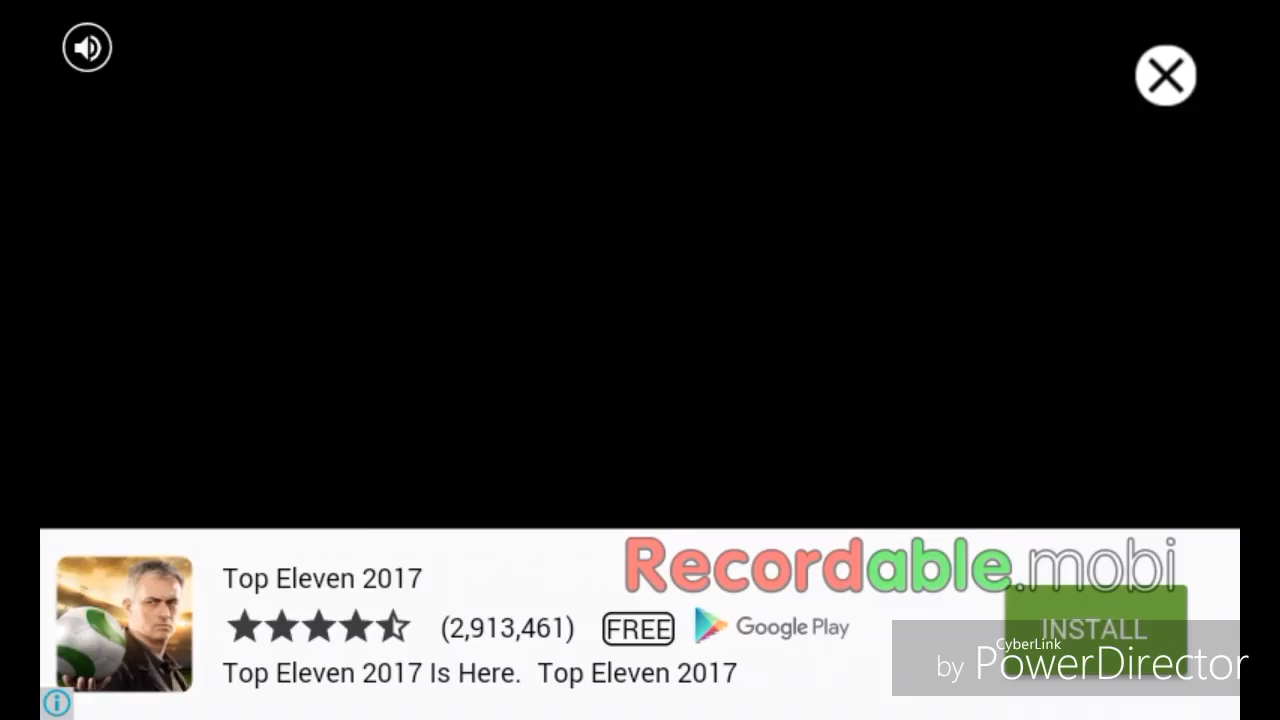 Recordable.mobi
Top Eleven 2017
(2,913,461) FREE Google Play
INSTALL
CyberLink
by PowerDirector
Top Eleven 2017 Is Here. Top Eleven 2017